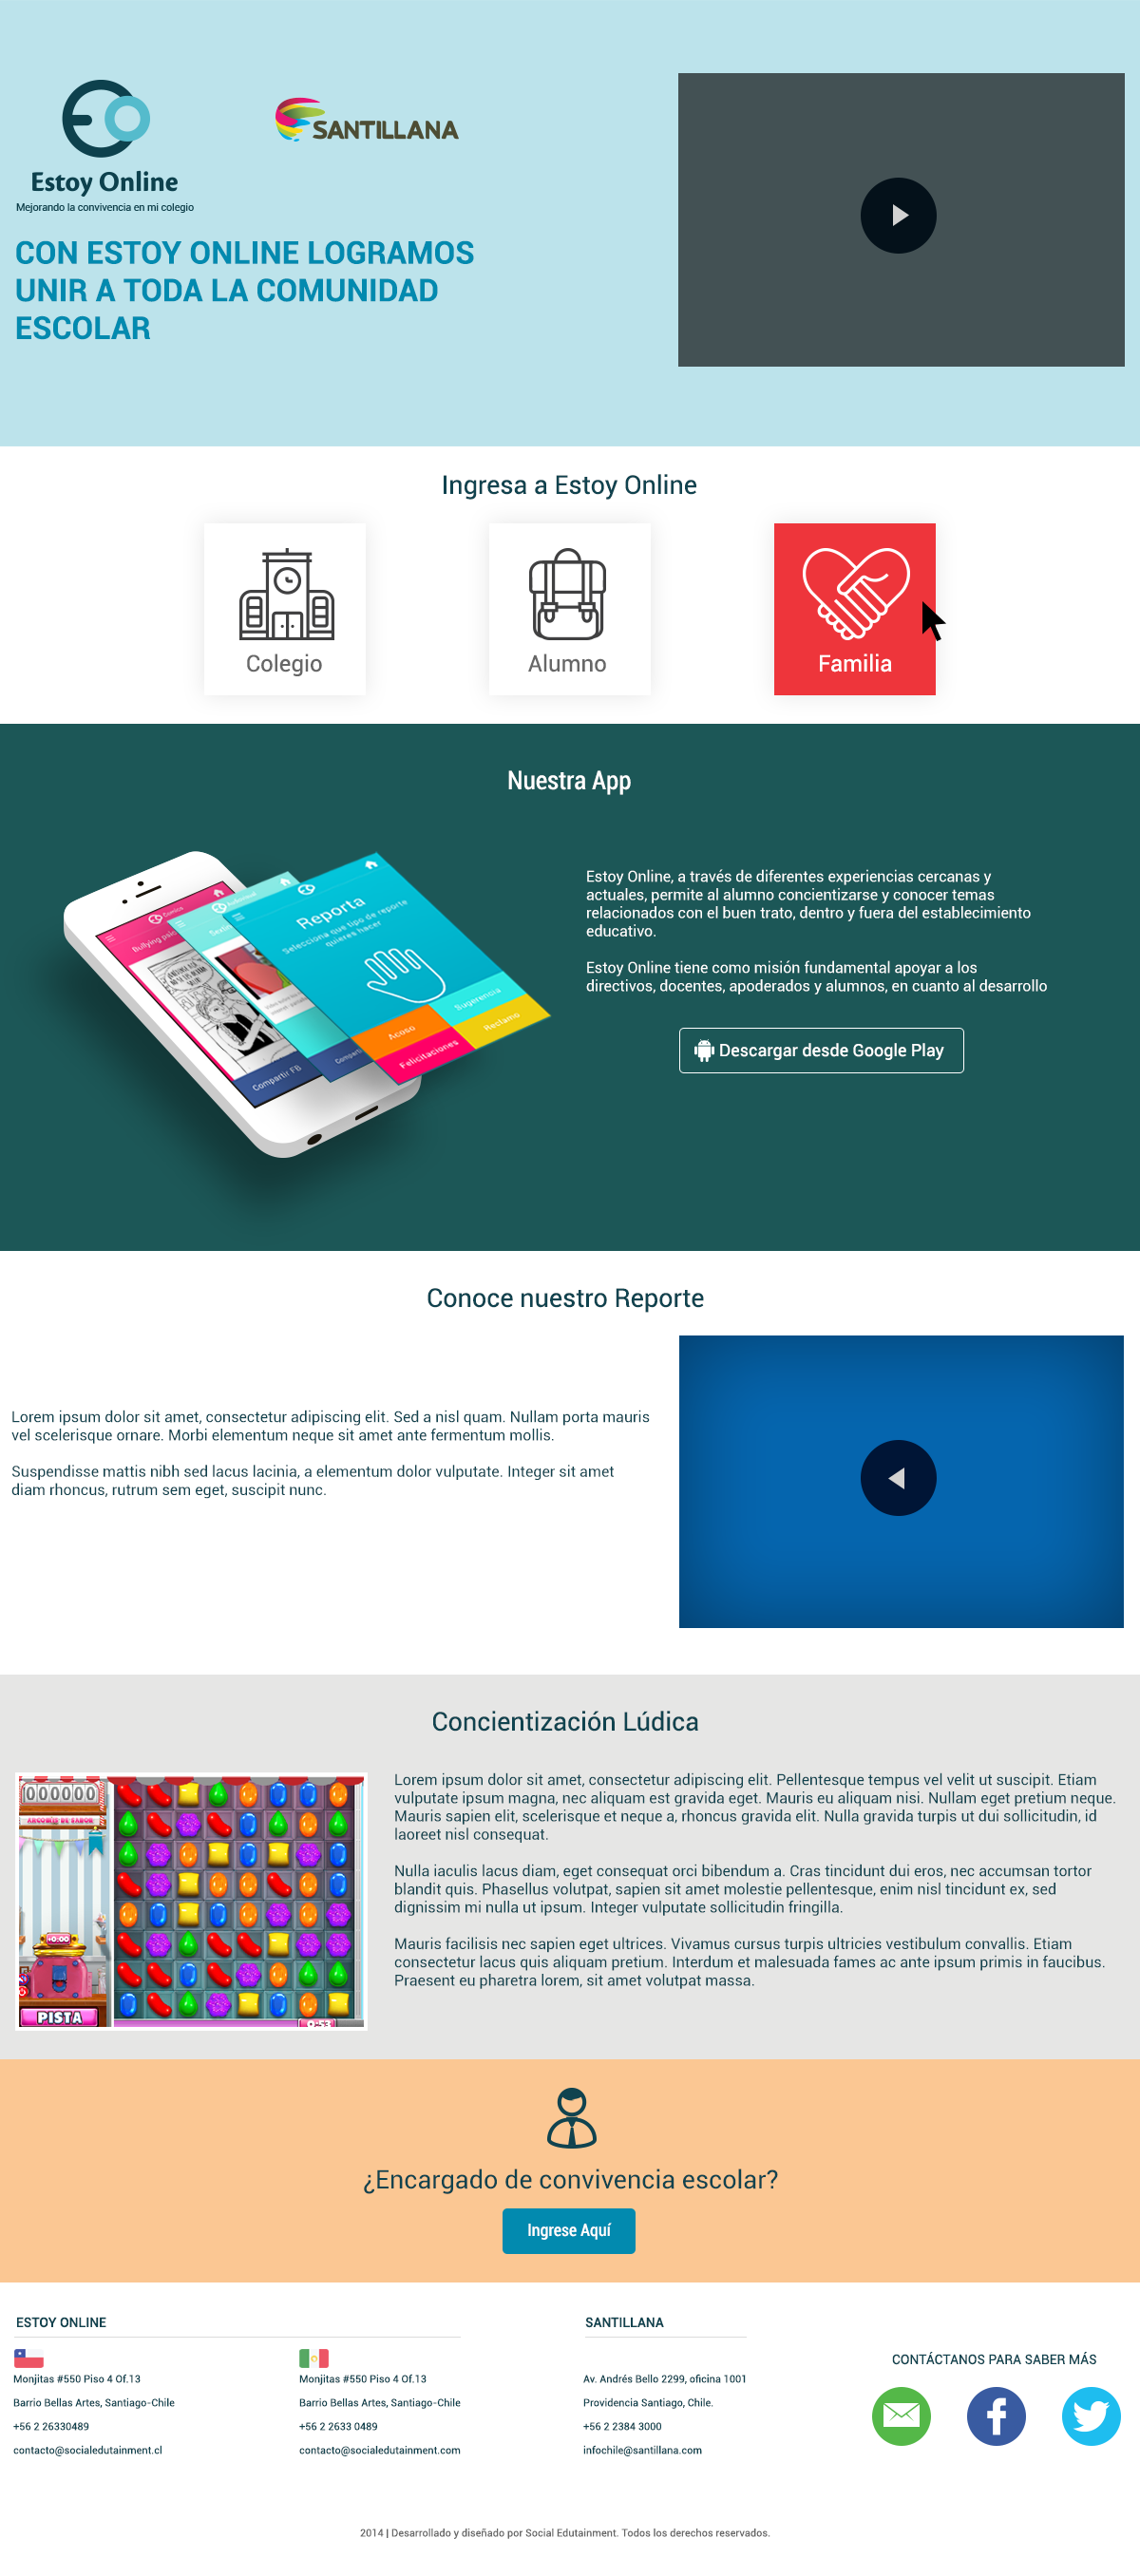 Estoy Online
Mejorando la convivencia en mi colegio
SANTILLANA
CON ESTOY ONLINE LOGRAMOS
UNIR A TODA LA COMUNIDAD
ESCOLAR
Ingresa a Estoy Online
Colegio
Alumno
Familia
Nuestra App
Comics
Bullying
Reporta
Selecciona que tipo de reporte
quieres hacer
Acoso
Sugerencia
Felicitaciones
Reclamo
Compartir FB
Estoy Online, a través de diferentes experiencias cercanas y
actuales, permite al alumno concientizarse y conocer temas
relacionados con el buen trato, dentro y fuera del establecimiento
educativo.
Estoy Online tiene como misión fundamental apoyar a los
directivos, docentes, apoderados y alumnos, en cuanto al desarrollo
Descargar desde Google Play
Conoce nuestro Reporte
Lorem ipsum dolor sit amet, consectetur adipiscing elit. Sed a nisl quam. Nullam porta mauris
vel scelerisque ornare. Morbi elementum neque sit amet ante fermentum mollis.
Suspendisse mattis nibh sed lacus lacinia, a elementum dolor vulputate. Integer sit amet
diam rhoncus, rutrum sem eget, suscipit nunc.
Concientización Lúdica
000000
PISTA
0:53
Lorem ipsum dolor sit amet, consectetur adipiscing elit. Pellentesque tempus vel velit ut suscipit. Etiam
vulputate ipsum magna, nec aliquam est gravida eget. Mauris eu aliquam nisi. Nullam eget pretium neque.
Mauris sapien elit, scelerisque et neque a, rhoncus gravida elit. Nulla gravida turpis ut dui sollicitudin, id
laoreet nisl consequat.
Nulla iaculis lacus diam, eget consequat orci bibendum a. Cras tincidunt dui eros, nec accumsan tortor
blandit quis. Phasellus volutpat, sapien sit amet molestie pellentesque, enim nisl tincidunt ex, sed
dignissim mi nulla ut ipsum. Integer vulputate sollicitudin fringilla.
Mauris facilisis nec sapien eget ultrices. Vivamus cursus turpis ultricies vestibulum convallis. Etiam
consectetur lacus quis aliquam pretium. Interdum et malesuada fames ac ante ipsum primis in faucibus.
Praesent eu pharetra lorem, sit amet volutpat massa.
¿Encargado de convivencia escolar?
Ingrese Aquí
ESTOY ONLINE
Monjitas #550 Piso 4 Of.13
Barrio Bellas Artes, Santiago-Chile
+56 2 26330489
contacto@socialedutainment.cl
Monjitas #550 Piso 4 Of.13
Barrio Bellas Artes, Santiago-Chile
+56 2 2633 0489
contacto@socialedutainment.com
SANTILLANA
Av. Andrés Bello 2299, oficina 1001
Providencia Santiago, Chile.
+56 2 2384 3000
infochile@santillana.com
CONTÁCTANOS PARA SABER MÁS
2014 | Desarrollado y diseñado por Social Edutainment. Todos los derechos reservados.